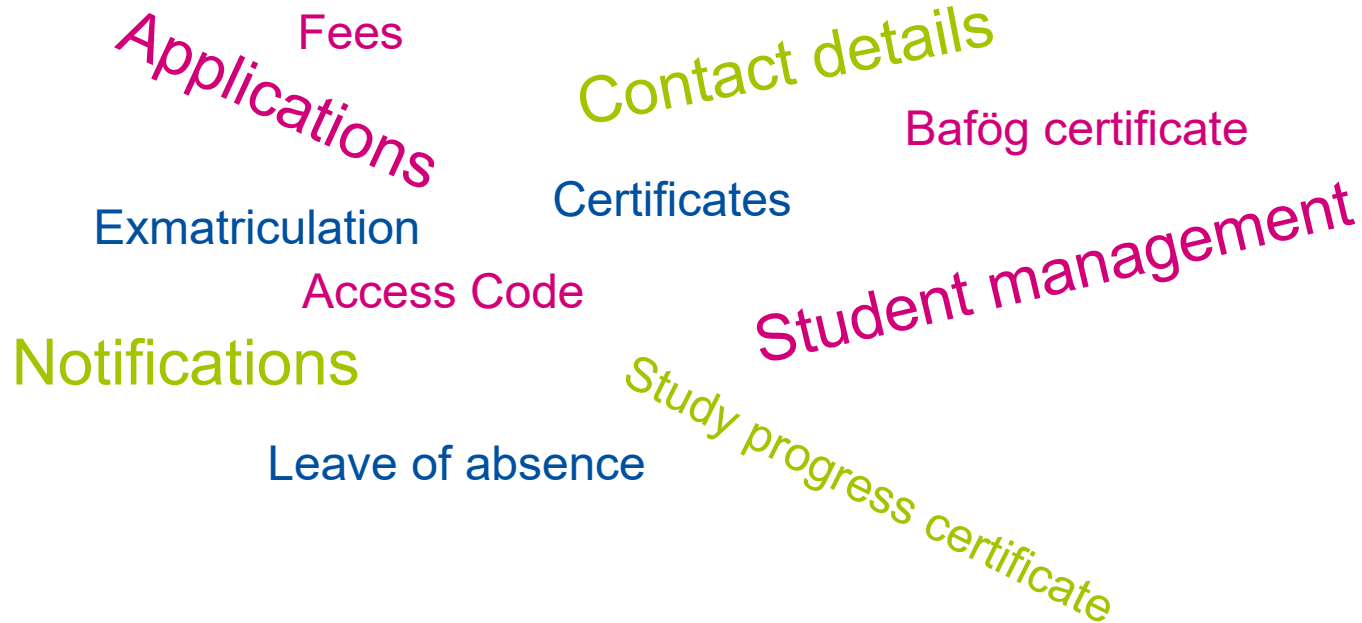 Fees
Applications
Contact details
Bafög certificate
Certificates
Exmatriculation
Student management
Access Code
Notifications
Study progress certificate
Leave of absence